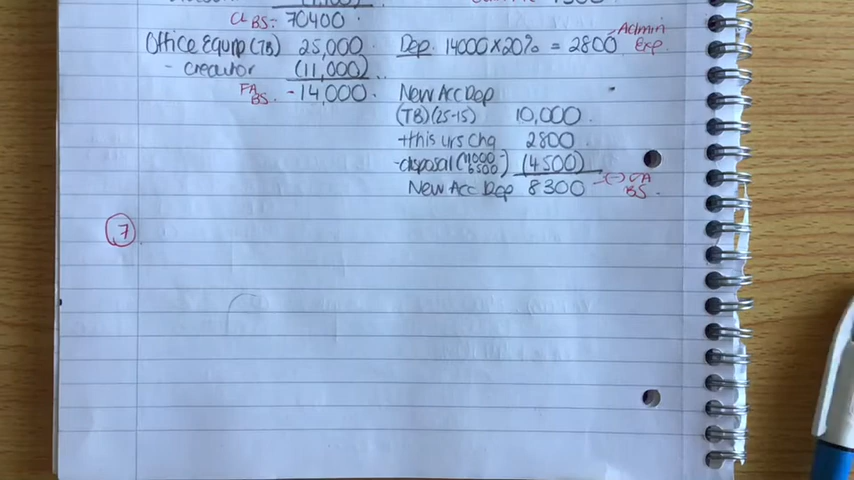 CL BS:- 70400
Office Equip (TB) 25,000 Dep. 14000 x 20% = 2800 Admin Exp.
- creditor (11,000)
FA BS. - 14,000. New Acc Dep
(TB)(25-15) 10,000
+ this yrs Chg 2800
- disposal (11000 6500) (4500)
New Acc Dep 8300 (-) BS.
7